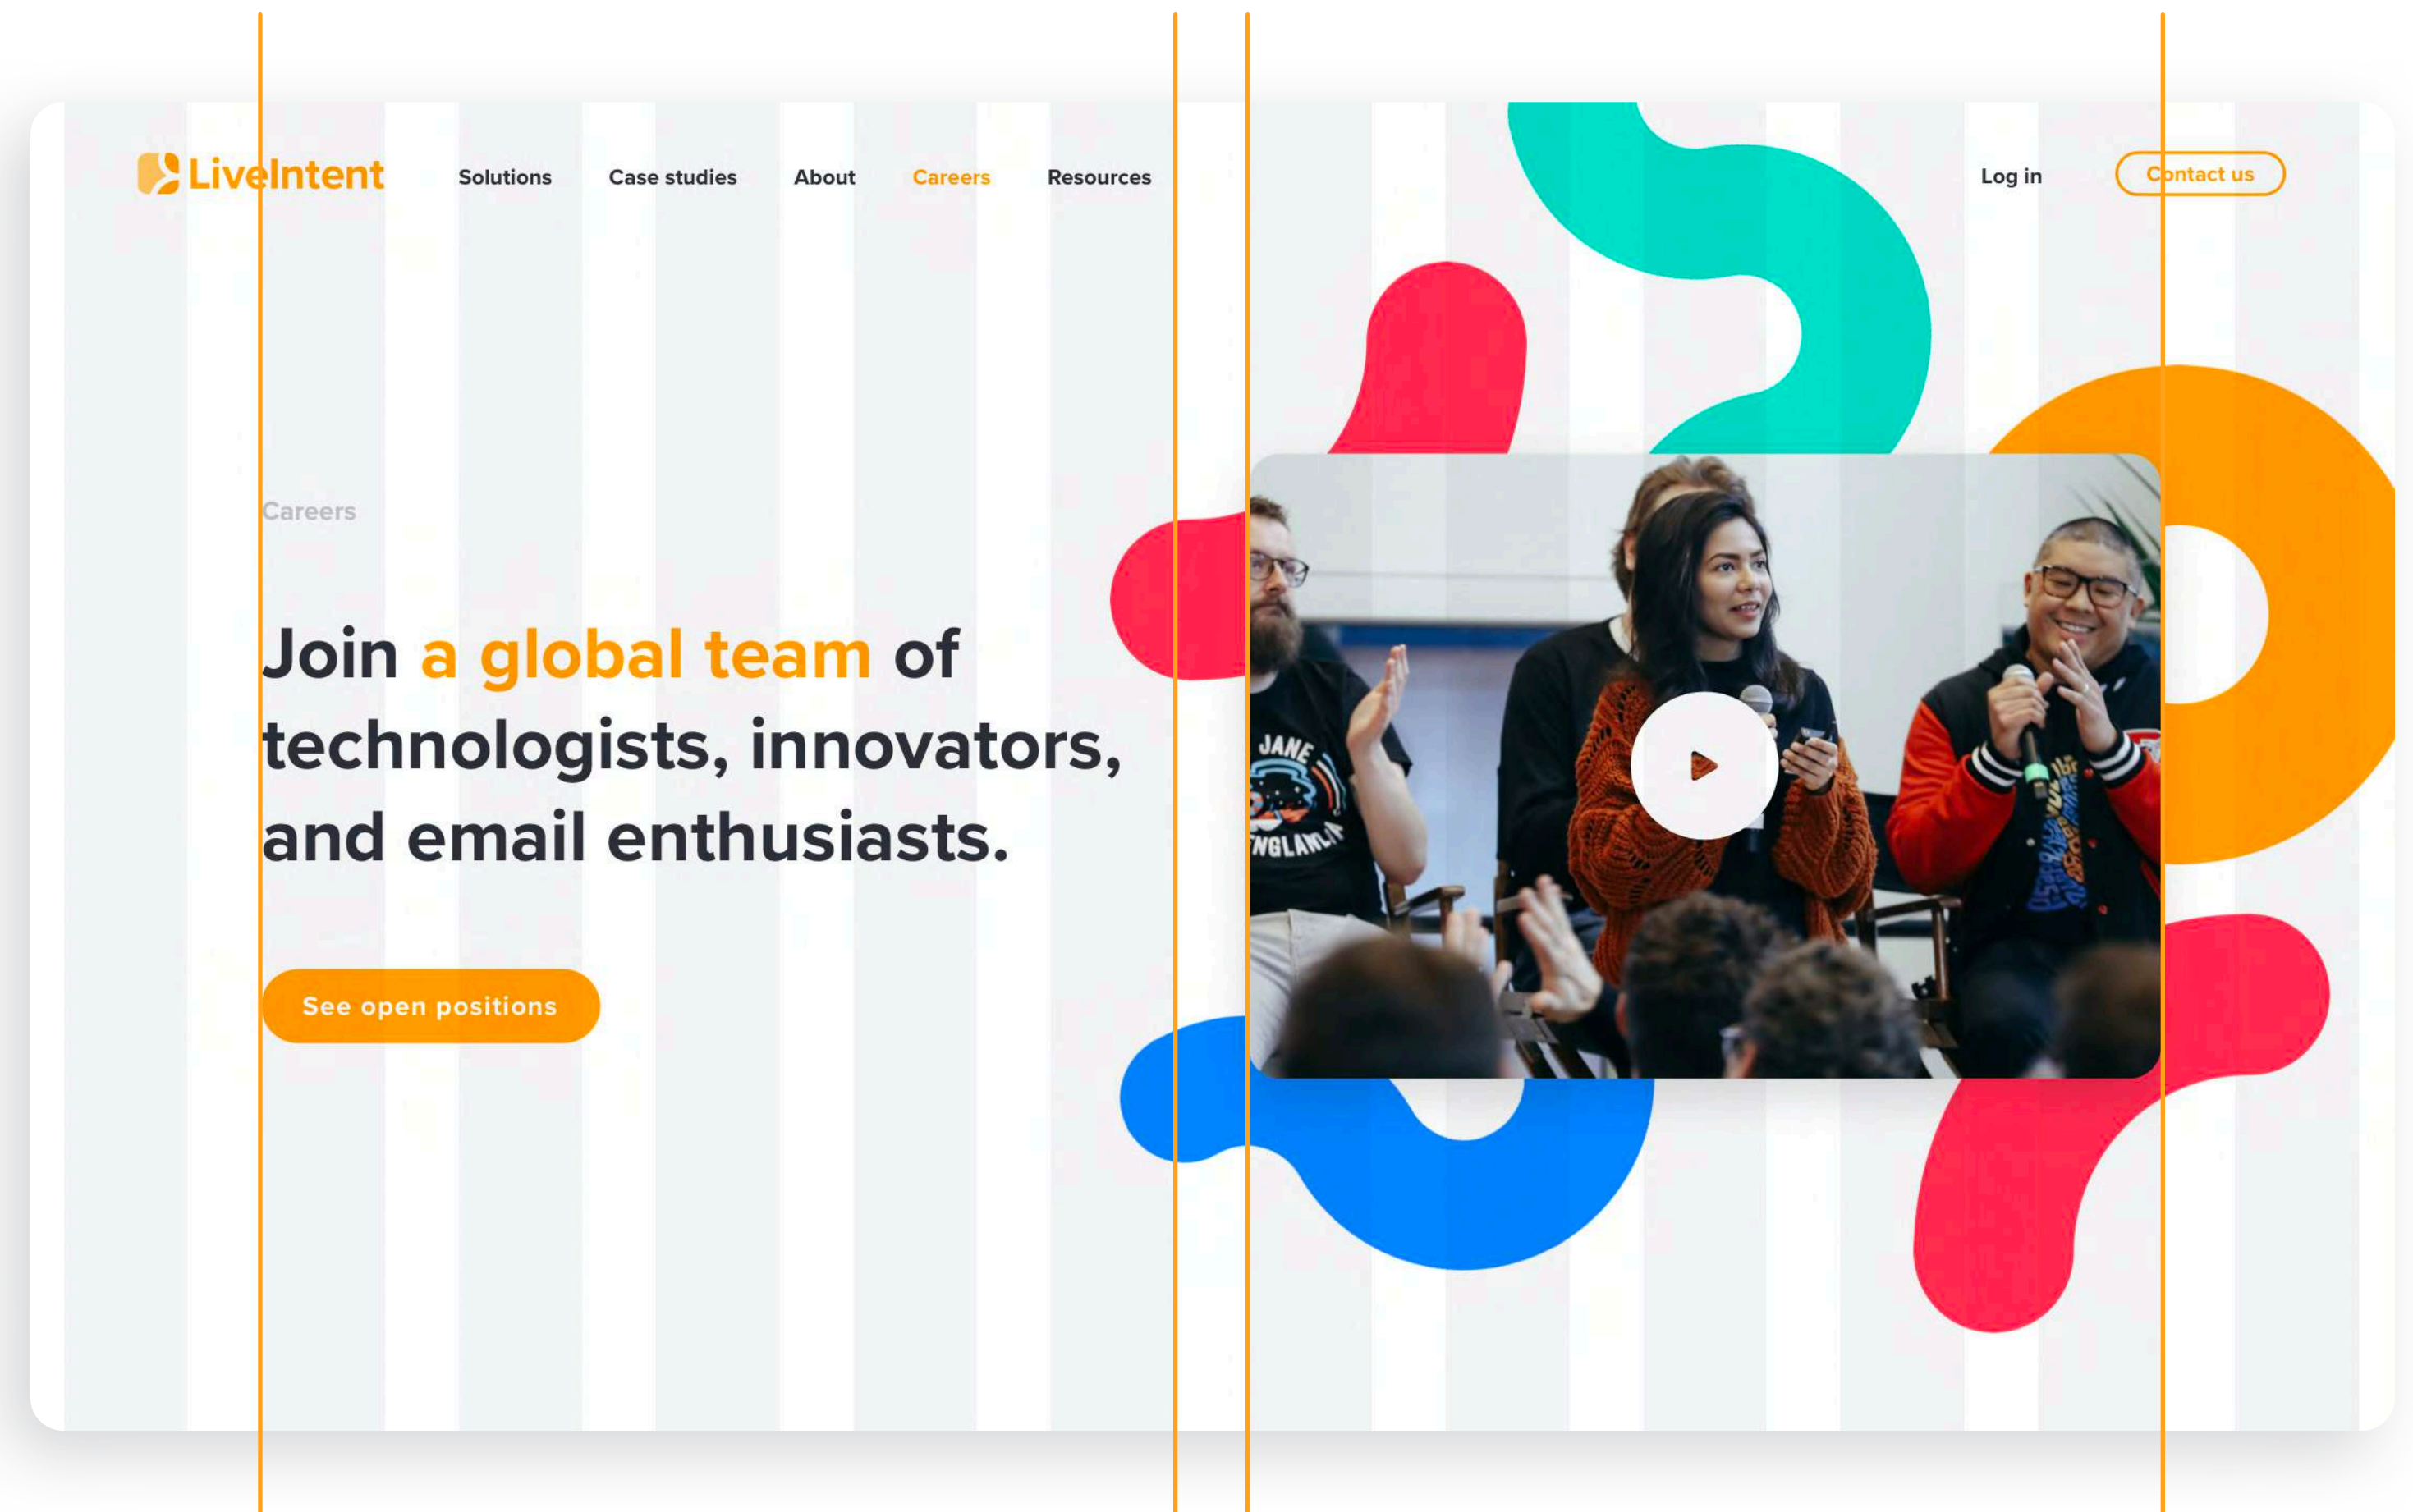 LiveIntent
Solutions
Case studies
About
Careers
Resources
Log in
Contact us
Careers
Join a global team of
technologists, innovators,
and email enthusiasts.
See open positions
JANE